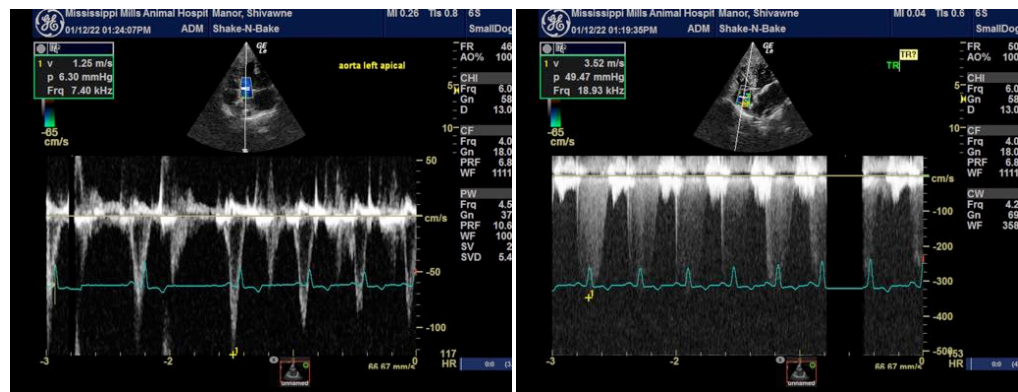 Mississippi Mills Animal Hospit Manor, Shivawne MI 0.26 TIs 0.8 6S
01/12/22 01:24:07PM ADM Shake-N-Bake SmallDog
1 v 1.25 m/s
p 6.30 mmHg
Frq 7.40 kHz
aorta left apical
5
10
-65
cm/s
FR 46
AO% 100
CHI
Frq 6.0
Gn 58
D 13.0
CF
Frq 4.0
Gn 18.0
PRF 6.8
WF 1111
PW
Frq 4.5
Gn 37
PRF 10.6
WF 100
SV 2
SVD 5.4
50
cm/s
-50
-100
1
-3
-2
0
66.67 mm/s
117
HR
unnamed
Mississippi Mills Animal Hospit Manor, Shivawne MI 0.04 TIs 0.6 6S
01/12/22 01:19:35PM ADM Shake-N-Bake SmallDog
1 v 3.52 m/s
p 49.47 mmHg
Frq 18.93 kHz
TR?
TR
5
10
-65
cm/s
FR 50
AO% 100
CHI
Frq 6.0
Gn 58
D 13.0
CF
Frq 4.0
Gn 18.0
PRF 6.8
WF 1111
CW
Frq 4.2
Gn 69
WF 358
cm/s
-100
-200
-300
-400
-500
1
-3
-2
0
66.67 mm/s
153
HR
unnamed